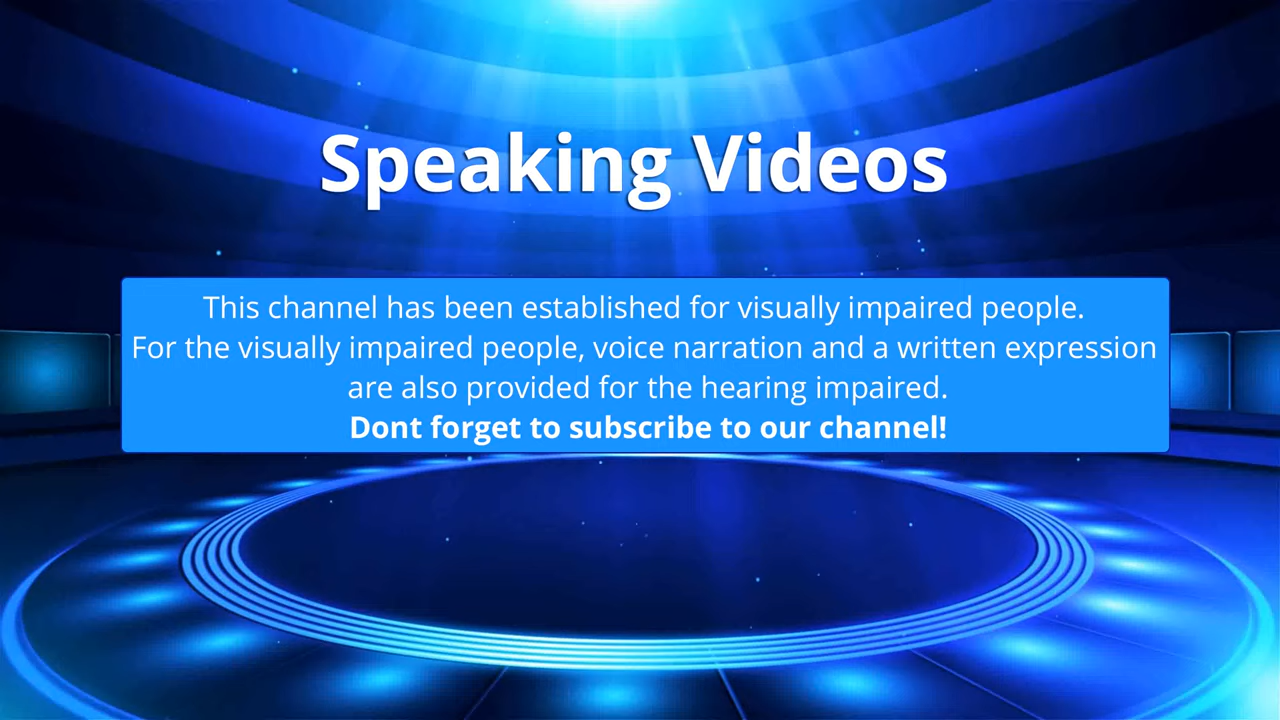 Speaking Videos
This channel has been established for visually impaired people.
For the visually impaired people, voice narration and a written expression
are also provided for the hearing impaired.
Dont forget to subscribe to our channel!